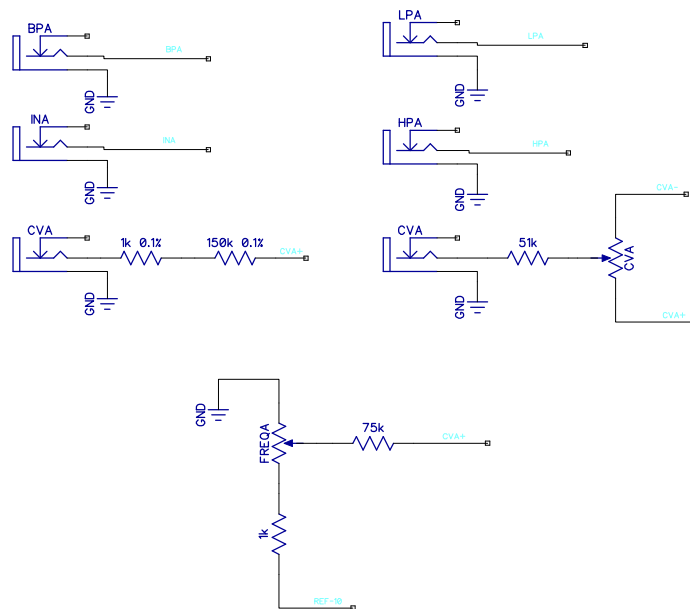 BPA
BPA
GND
LPA
LPA
GND
INA
INA
GND
HPA
HPA
GND
CVA
1k 0.1%
150k 0.1%
CVA+
GND
CVA
51k
CVA-
CVA
CVA+
GND
GND
FREQA
75k
CVA+
1k
REF-10